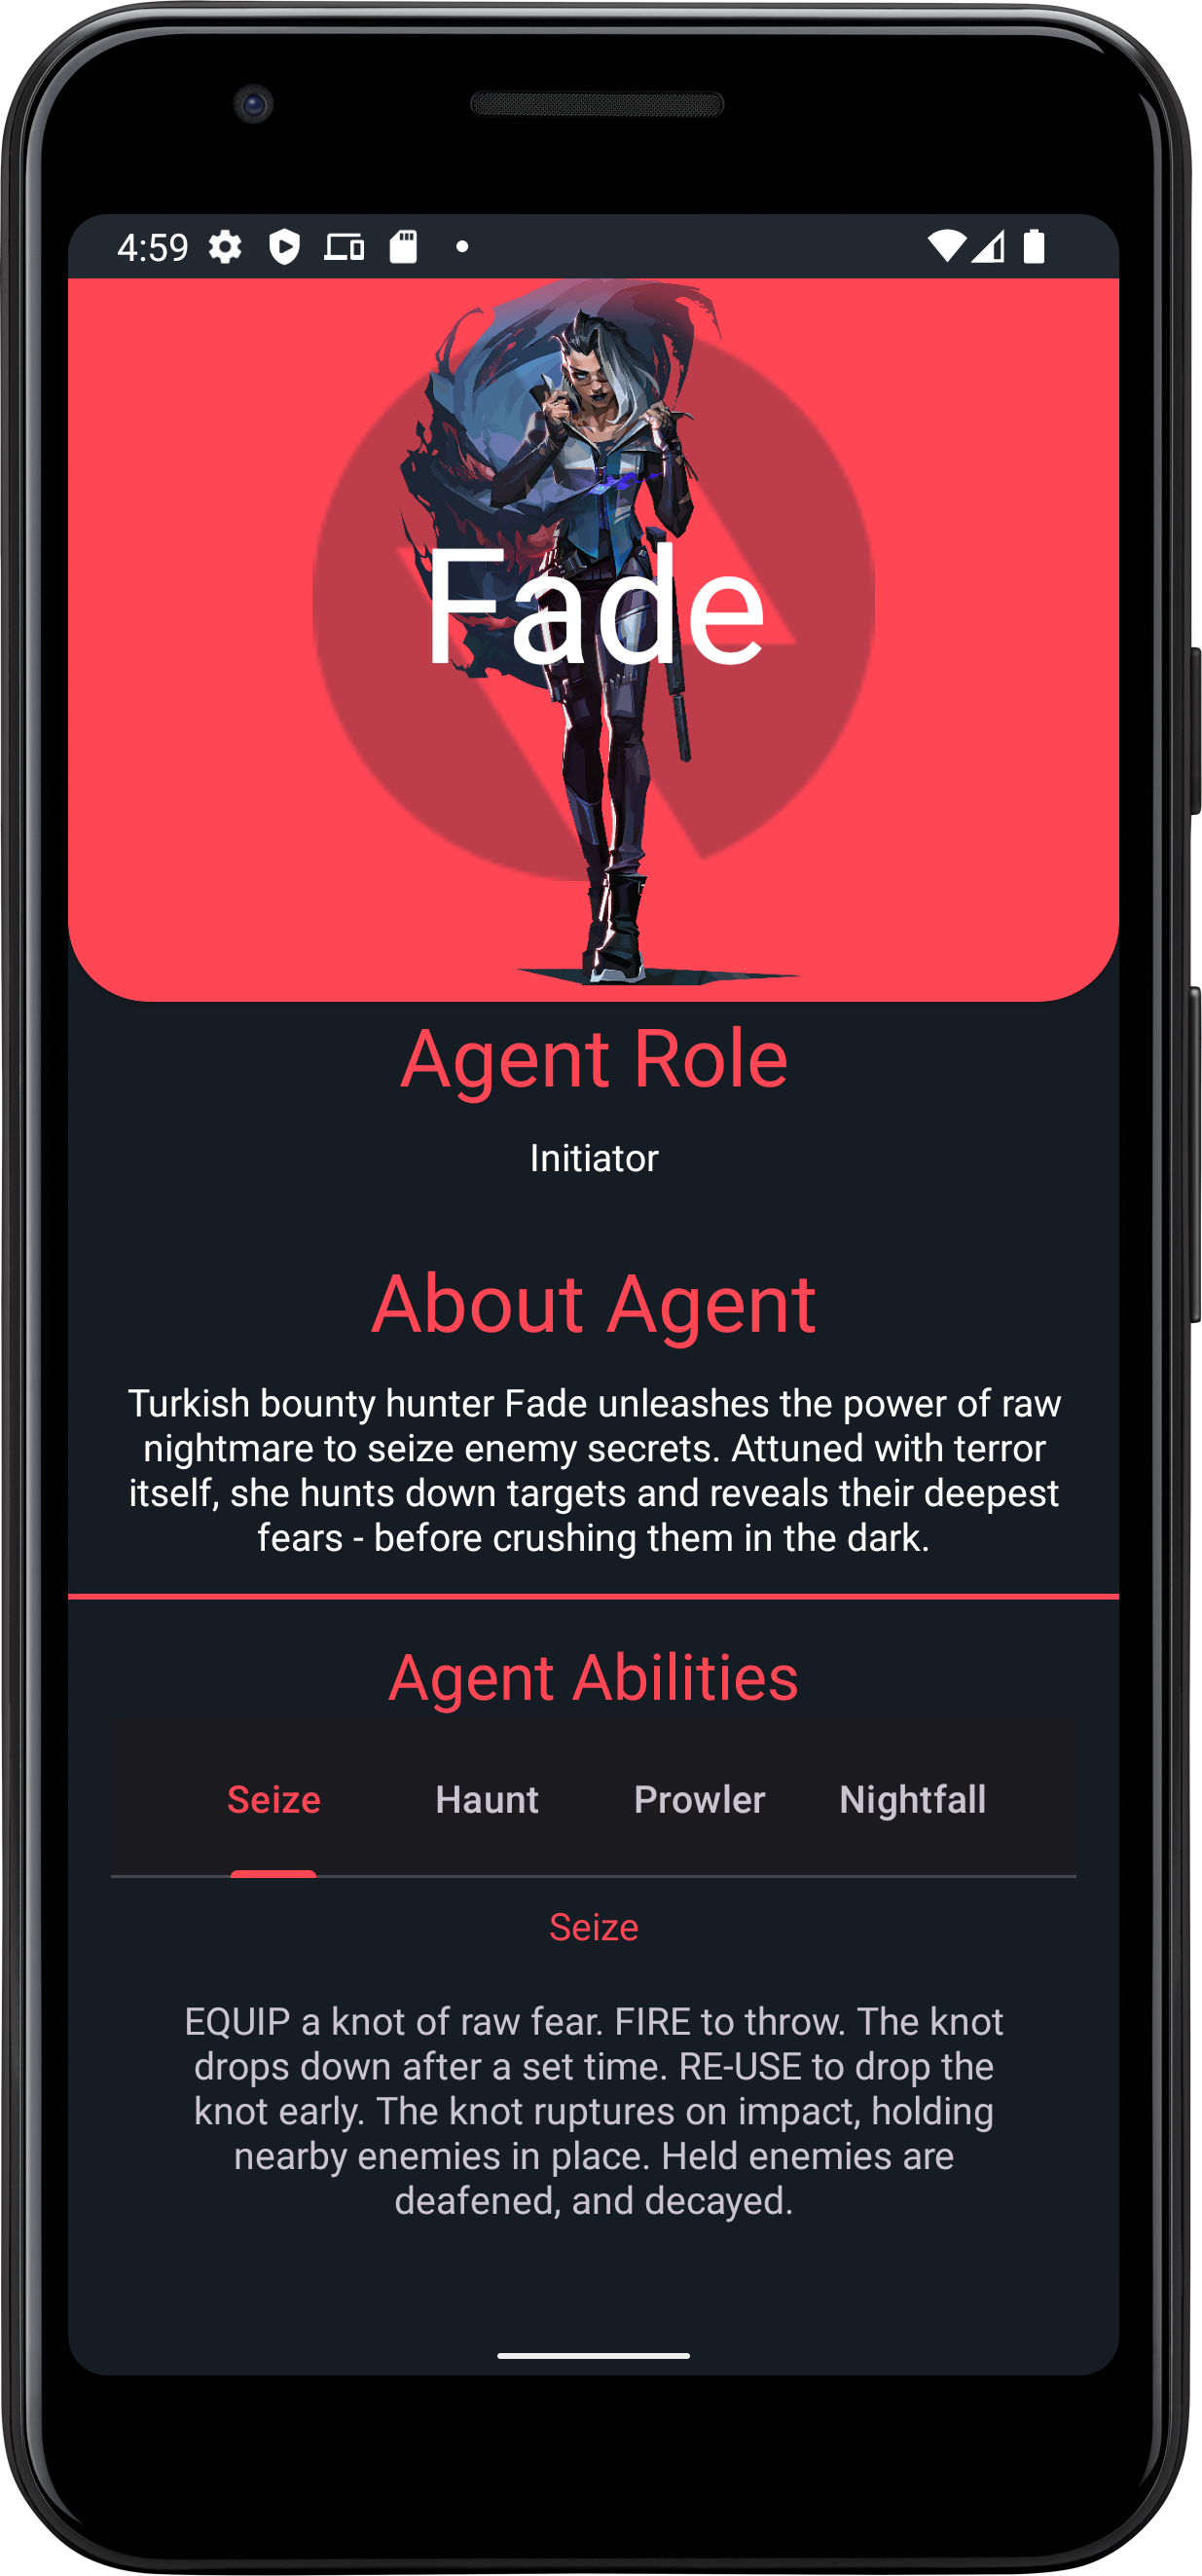 4:59
Fade
Agent Role
Initiator
About Agent
Turkish bounty hunter Fade unleashes the power of raw
nightmare to seize enemy secrets. Attuned with terror
itself, she hunts down targets and reveals their deepest
fears - before crushing them in the dark.
Agent Abilities
Seize Haunt Prowler Nightfall
Seize
EQUIP a knot of raw fear. FIRE to throw. The knot
drops down after a set time. RE-USE to drop the
knot early. The knot ruptures on impact, holding
nearby enemies in place. Held enemies are
deafened, and decayed.